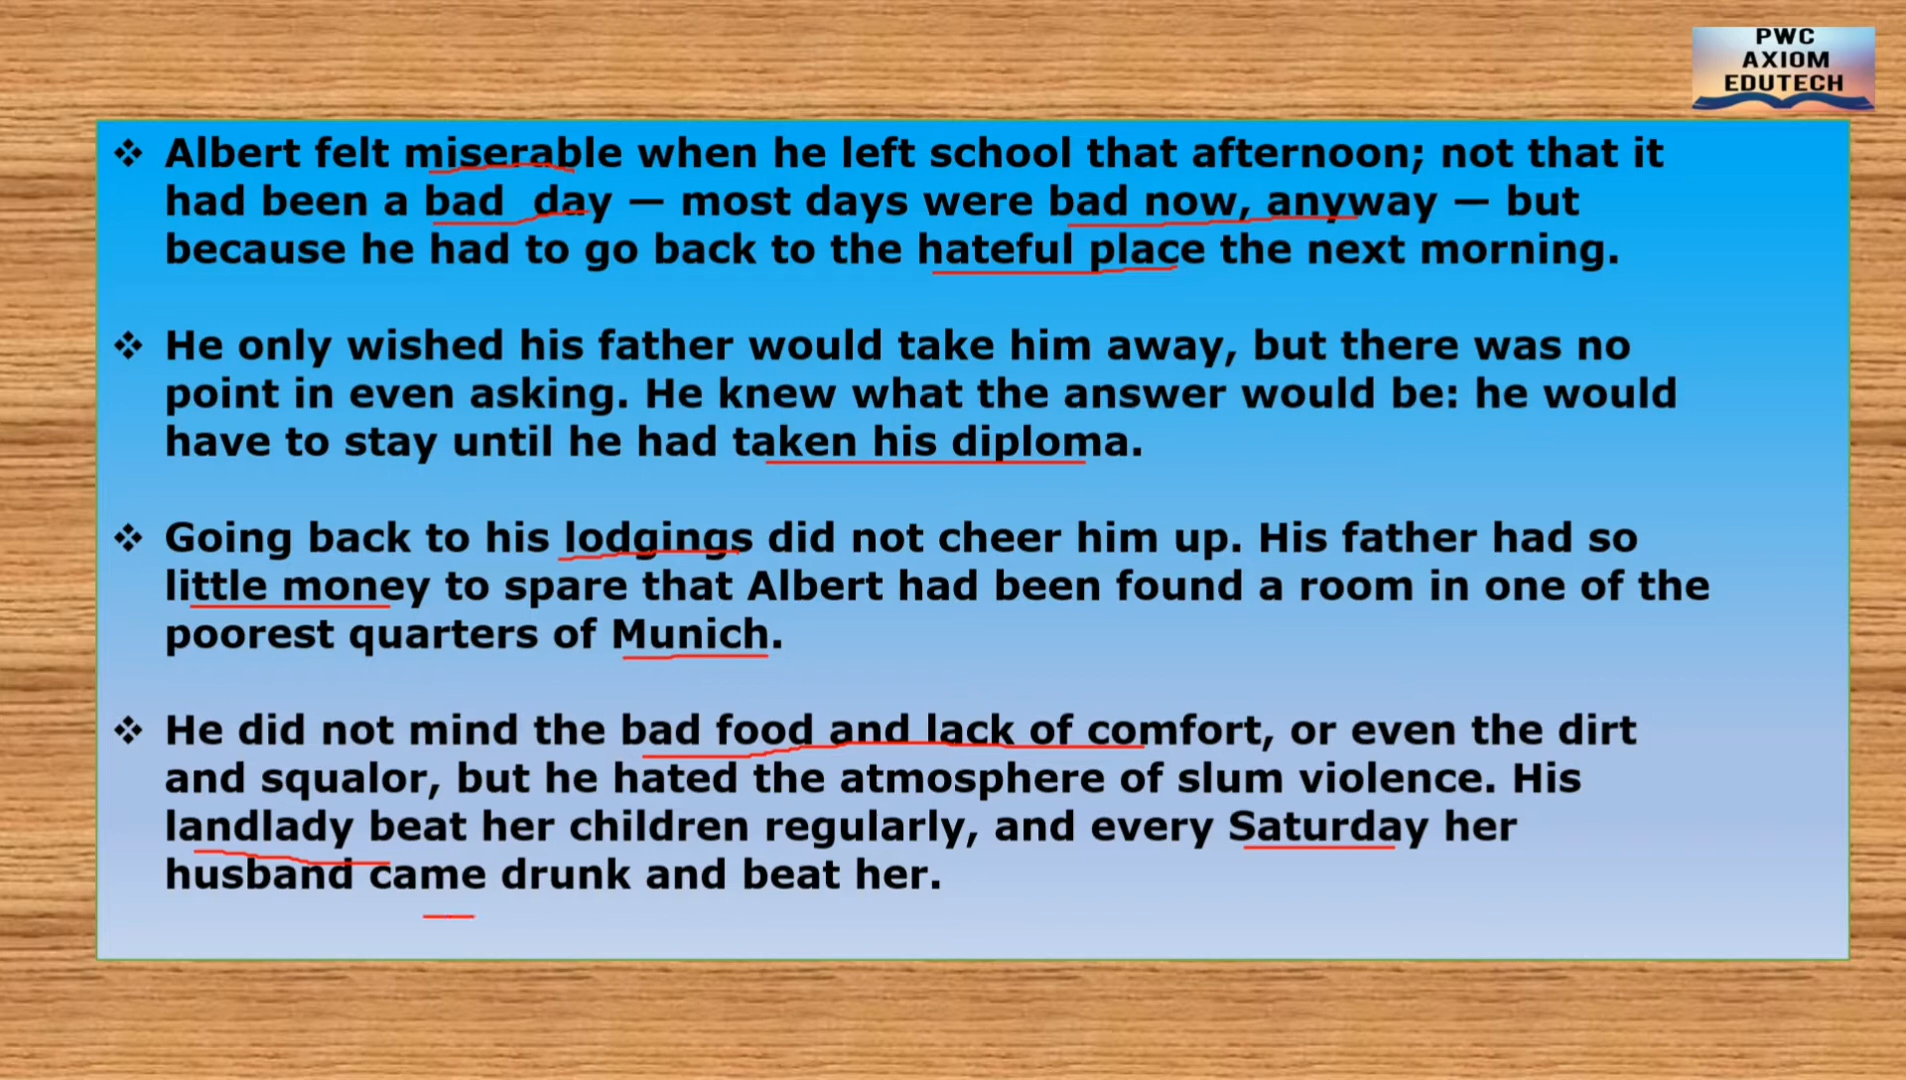 PWC
AXIOM
EDUTECH
❖ Albert felt miserable when he left school that afternoon; not that it
had been a bad day — most days were bad now, anyway — but
because he had to go back to the hateful place the next morning.
❖ He only wished his father would take him away, but there was no
point in even asking. He knew what the answer would be: he would
have to stay until he had taken his diploma.
❖ Going back to his lodgings did not cheer him up. His father had so
little money to spare that Albert had been found a room in one of the
poorest quarters of Munich.
❖ He did not mind the bad food and lack of comfort, or even the dirt
and squalor, but he hated the atmosphere of slum violence. His
landlady beat her children regularly, and every Saturday her
husband came drunk and beat her.